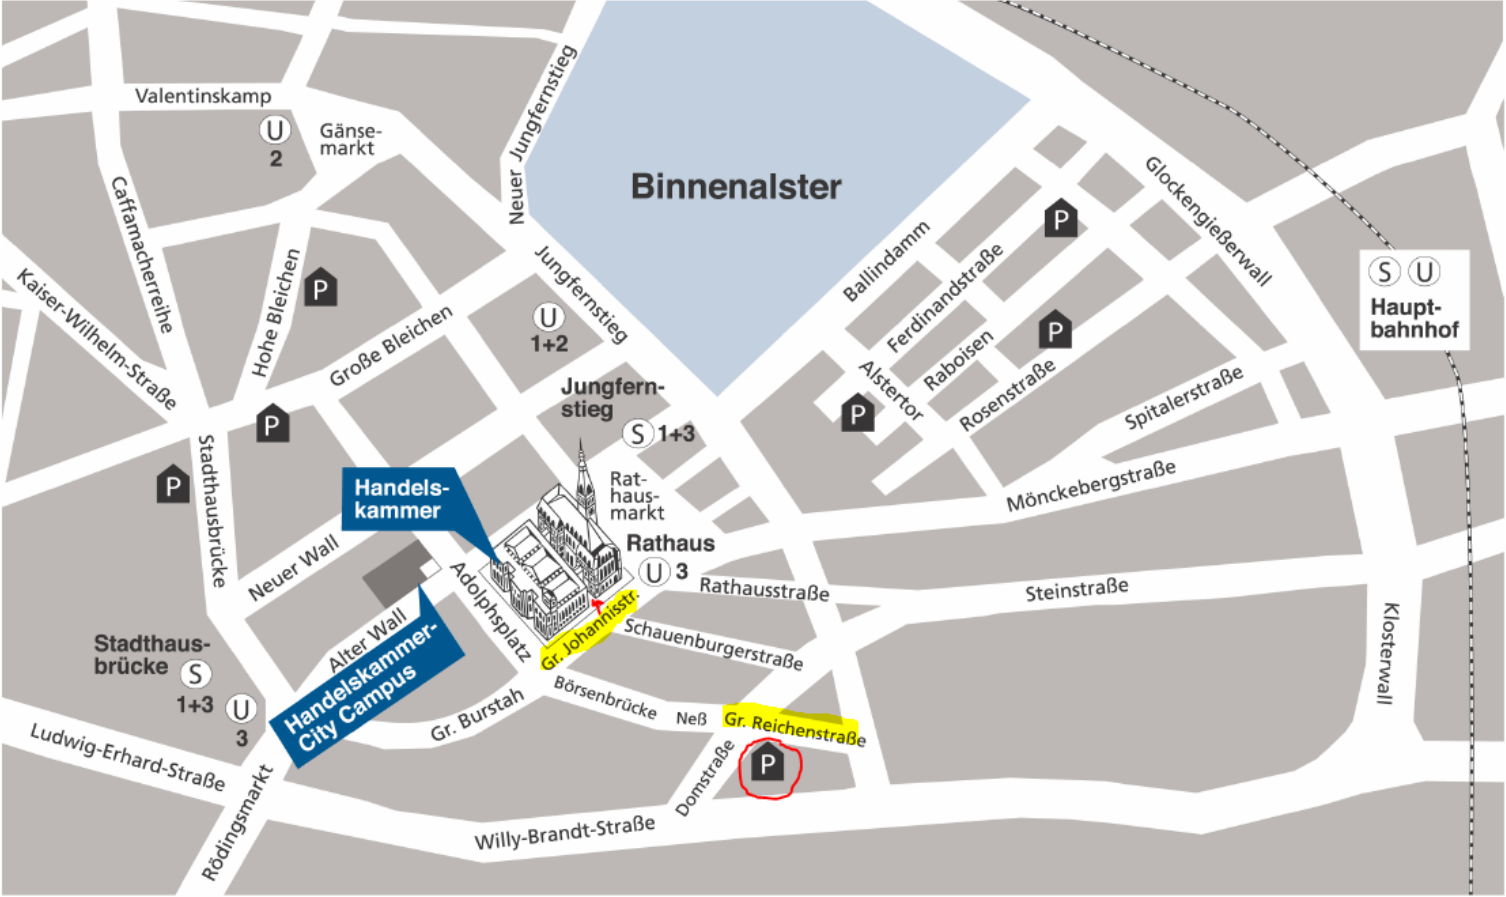 Valentinskamp
U
2
Gänse-
markt
Neuer Jungfernstieg
Binnenalster
Caffamacherreihe
Kaiser-Wilhelm-Straße
Hohe Bleichen
P
Große Bleichen
Jungfernstieg
U
1+2
Ballindamm
Ferdinandstraße
P
Glockengießerwall
S U
Haupt-
bahnhof
Raboisen
P
Rosenstraße
Alstertor
P
Spitalerstraße
Mönckebergstraße
Jungfern-
stieg
S 1+3
P
P
Stadthausbrücke
Handels-
kammer
Rat-
haus-
markt
Rathaus
U 3
Neuer Wall
Adolphsplatz
Rathausstraße
Steinstraße
Klosterwall
Gr. Johannisstr.
Schauenburgerstraße
Alter Wall
Handelskammer-
City Campus
Stadthaus-
brücke
S
1+3
U
3
Gr. Burstah
Börsenbrücke
Neß
Gr. Reichenstraße
P
Domstraße
Ludwig-Erhard-Straße
Rödingsmarkt
Willy-Brandt-Straße